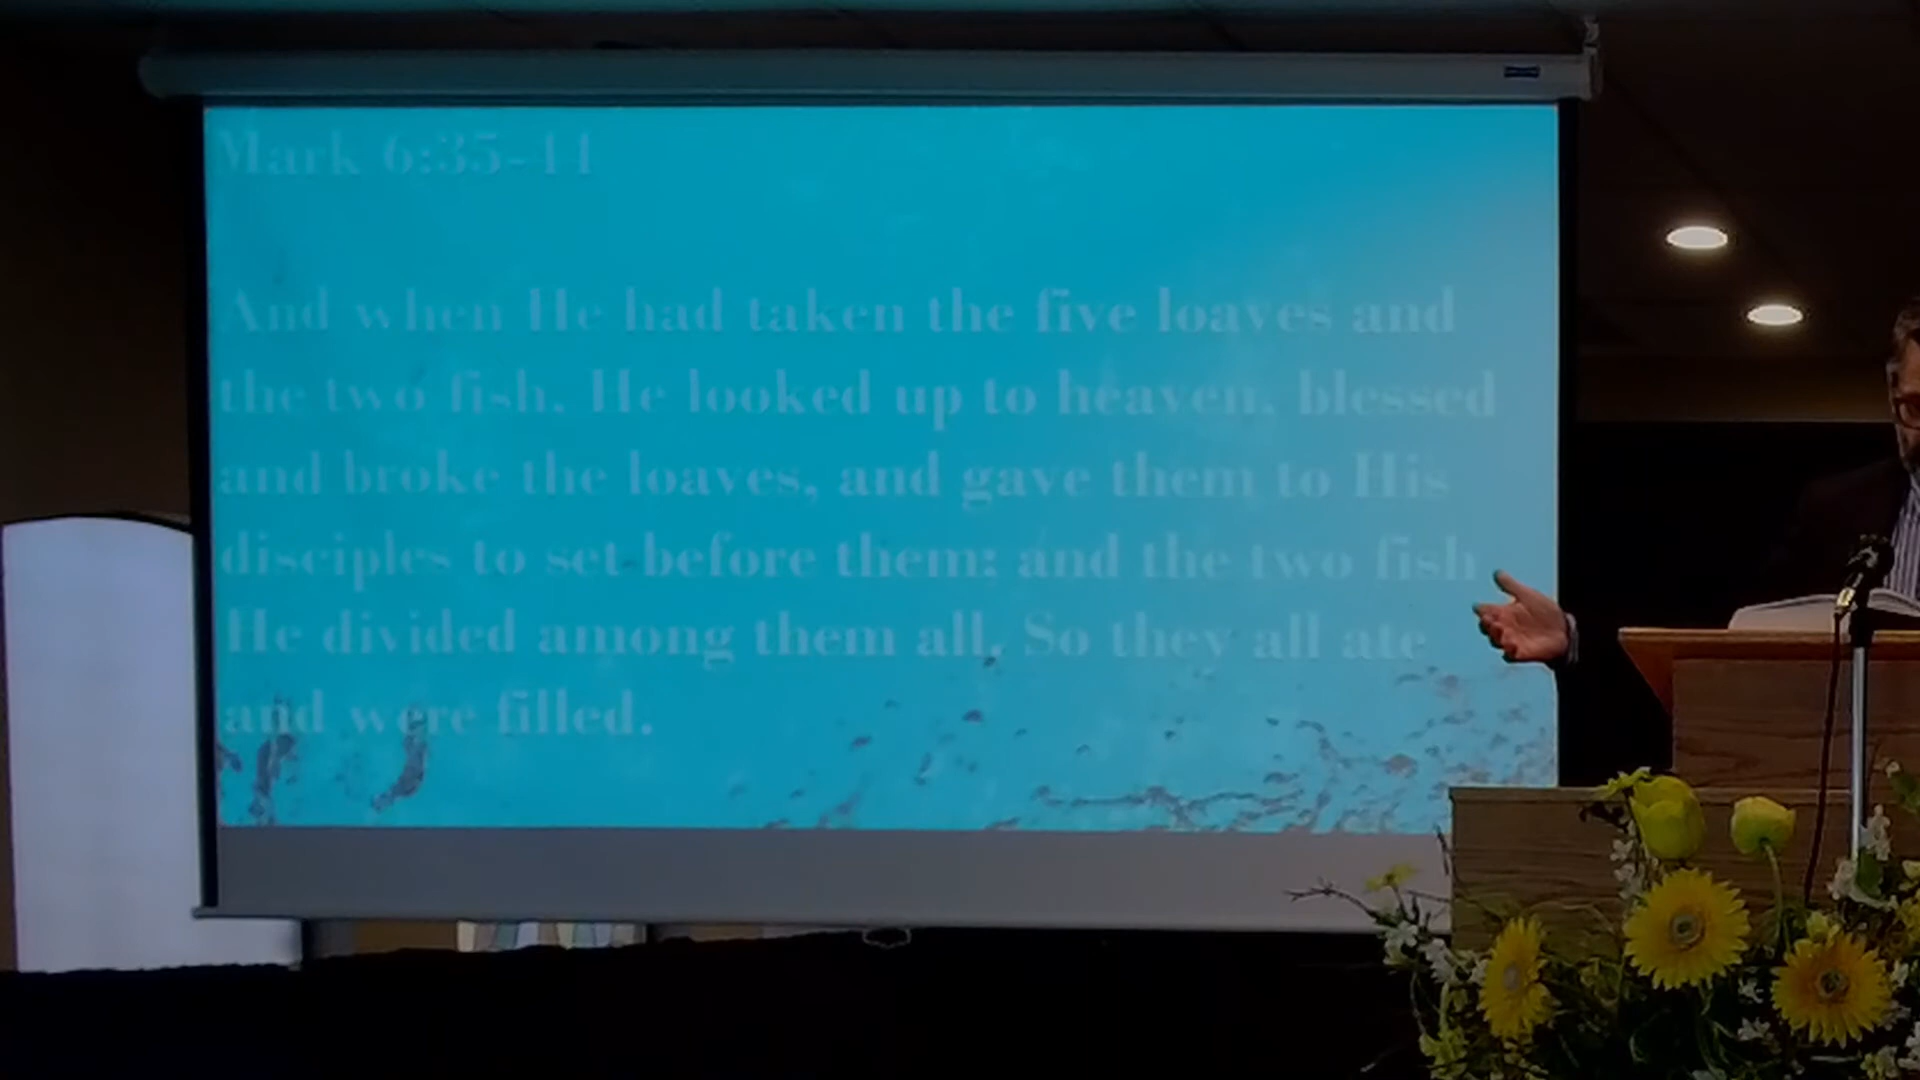 Mark 6:35-44
And when He had taken the five loaves and
the two fish, He looked up to heaven, blessed
and broke the loaves, and gave them to His
disciples to set before them; and the two fish
He divided among them all. So they all ate
and were filled.